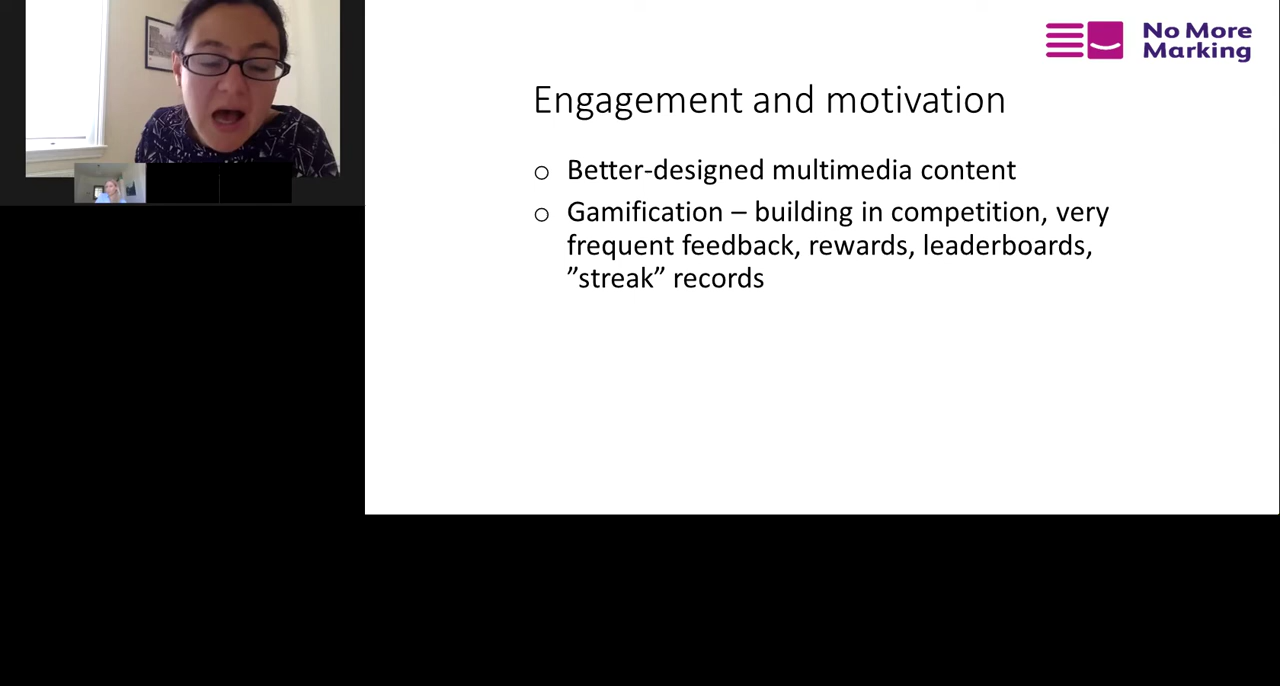 No More
Marking
Engagement and motivation
○ Better-designed multimedia content
○ Gamification – building in competition, very
frequent feedback, rewards, leaderboards,
”streak” records